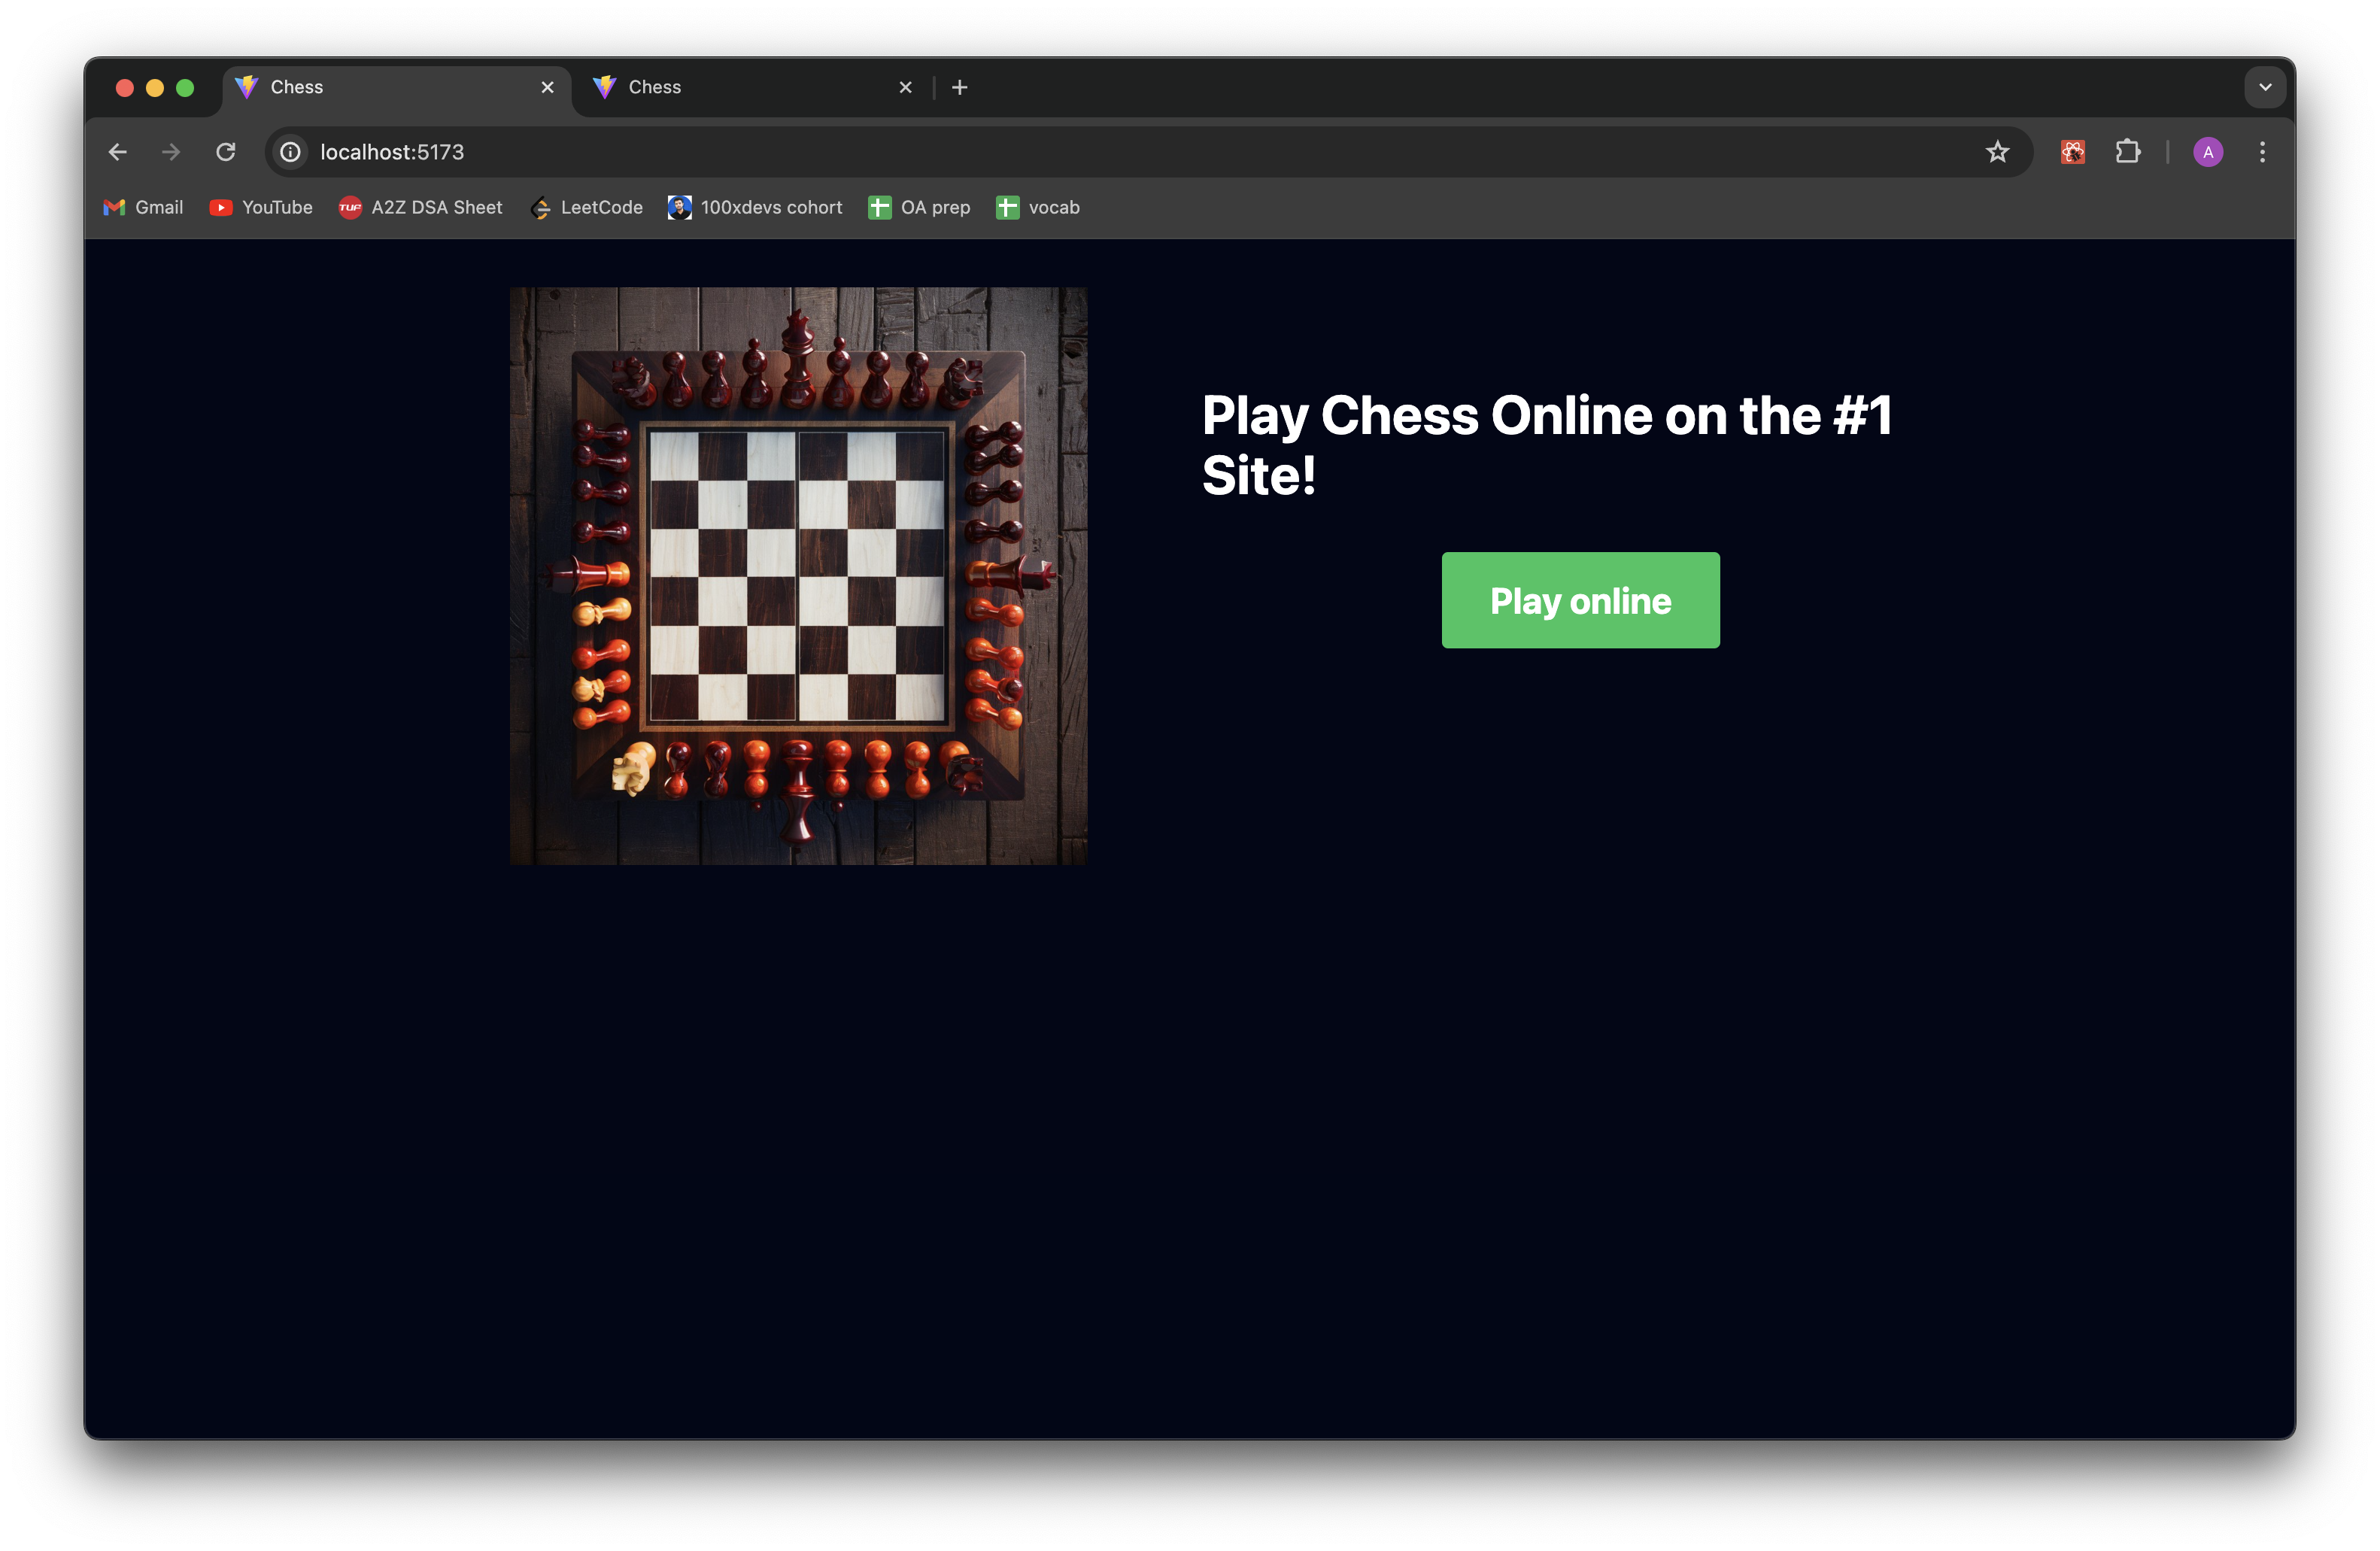 Chess
Chess
localhost:5173
A
Gmail
YouTube
TUF A2Z DSA Sheet
LeetCode
100xdevs cohort
OA prep
vocab
Play Chess Online on the #1
Site!
Play online